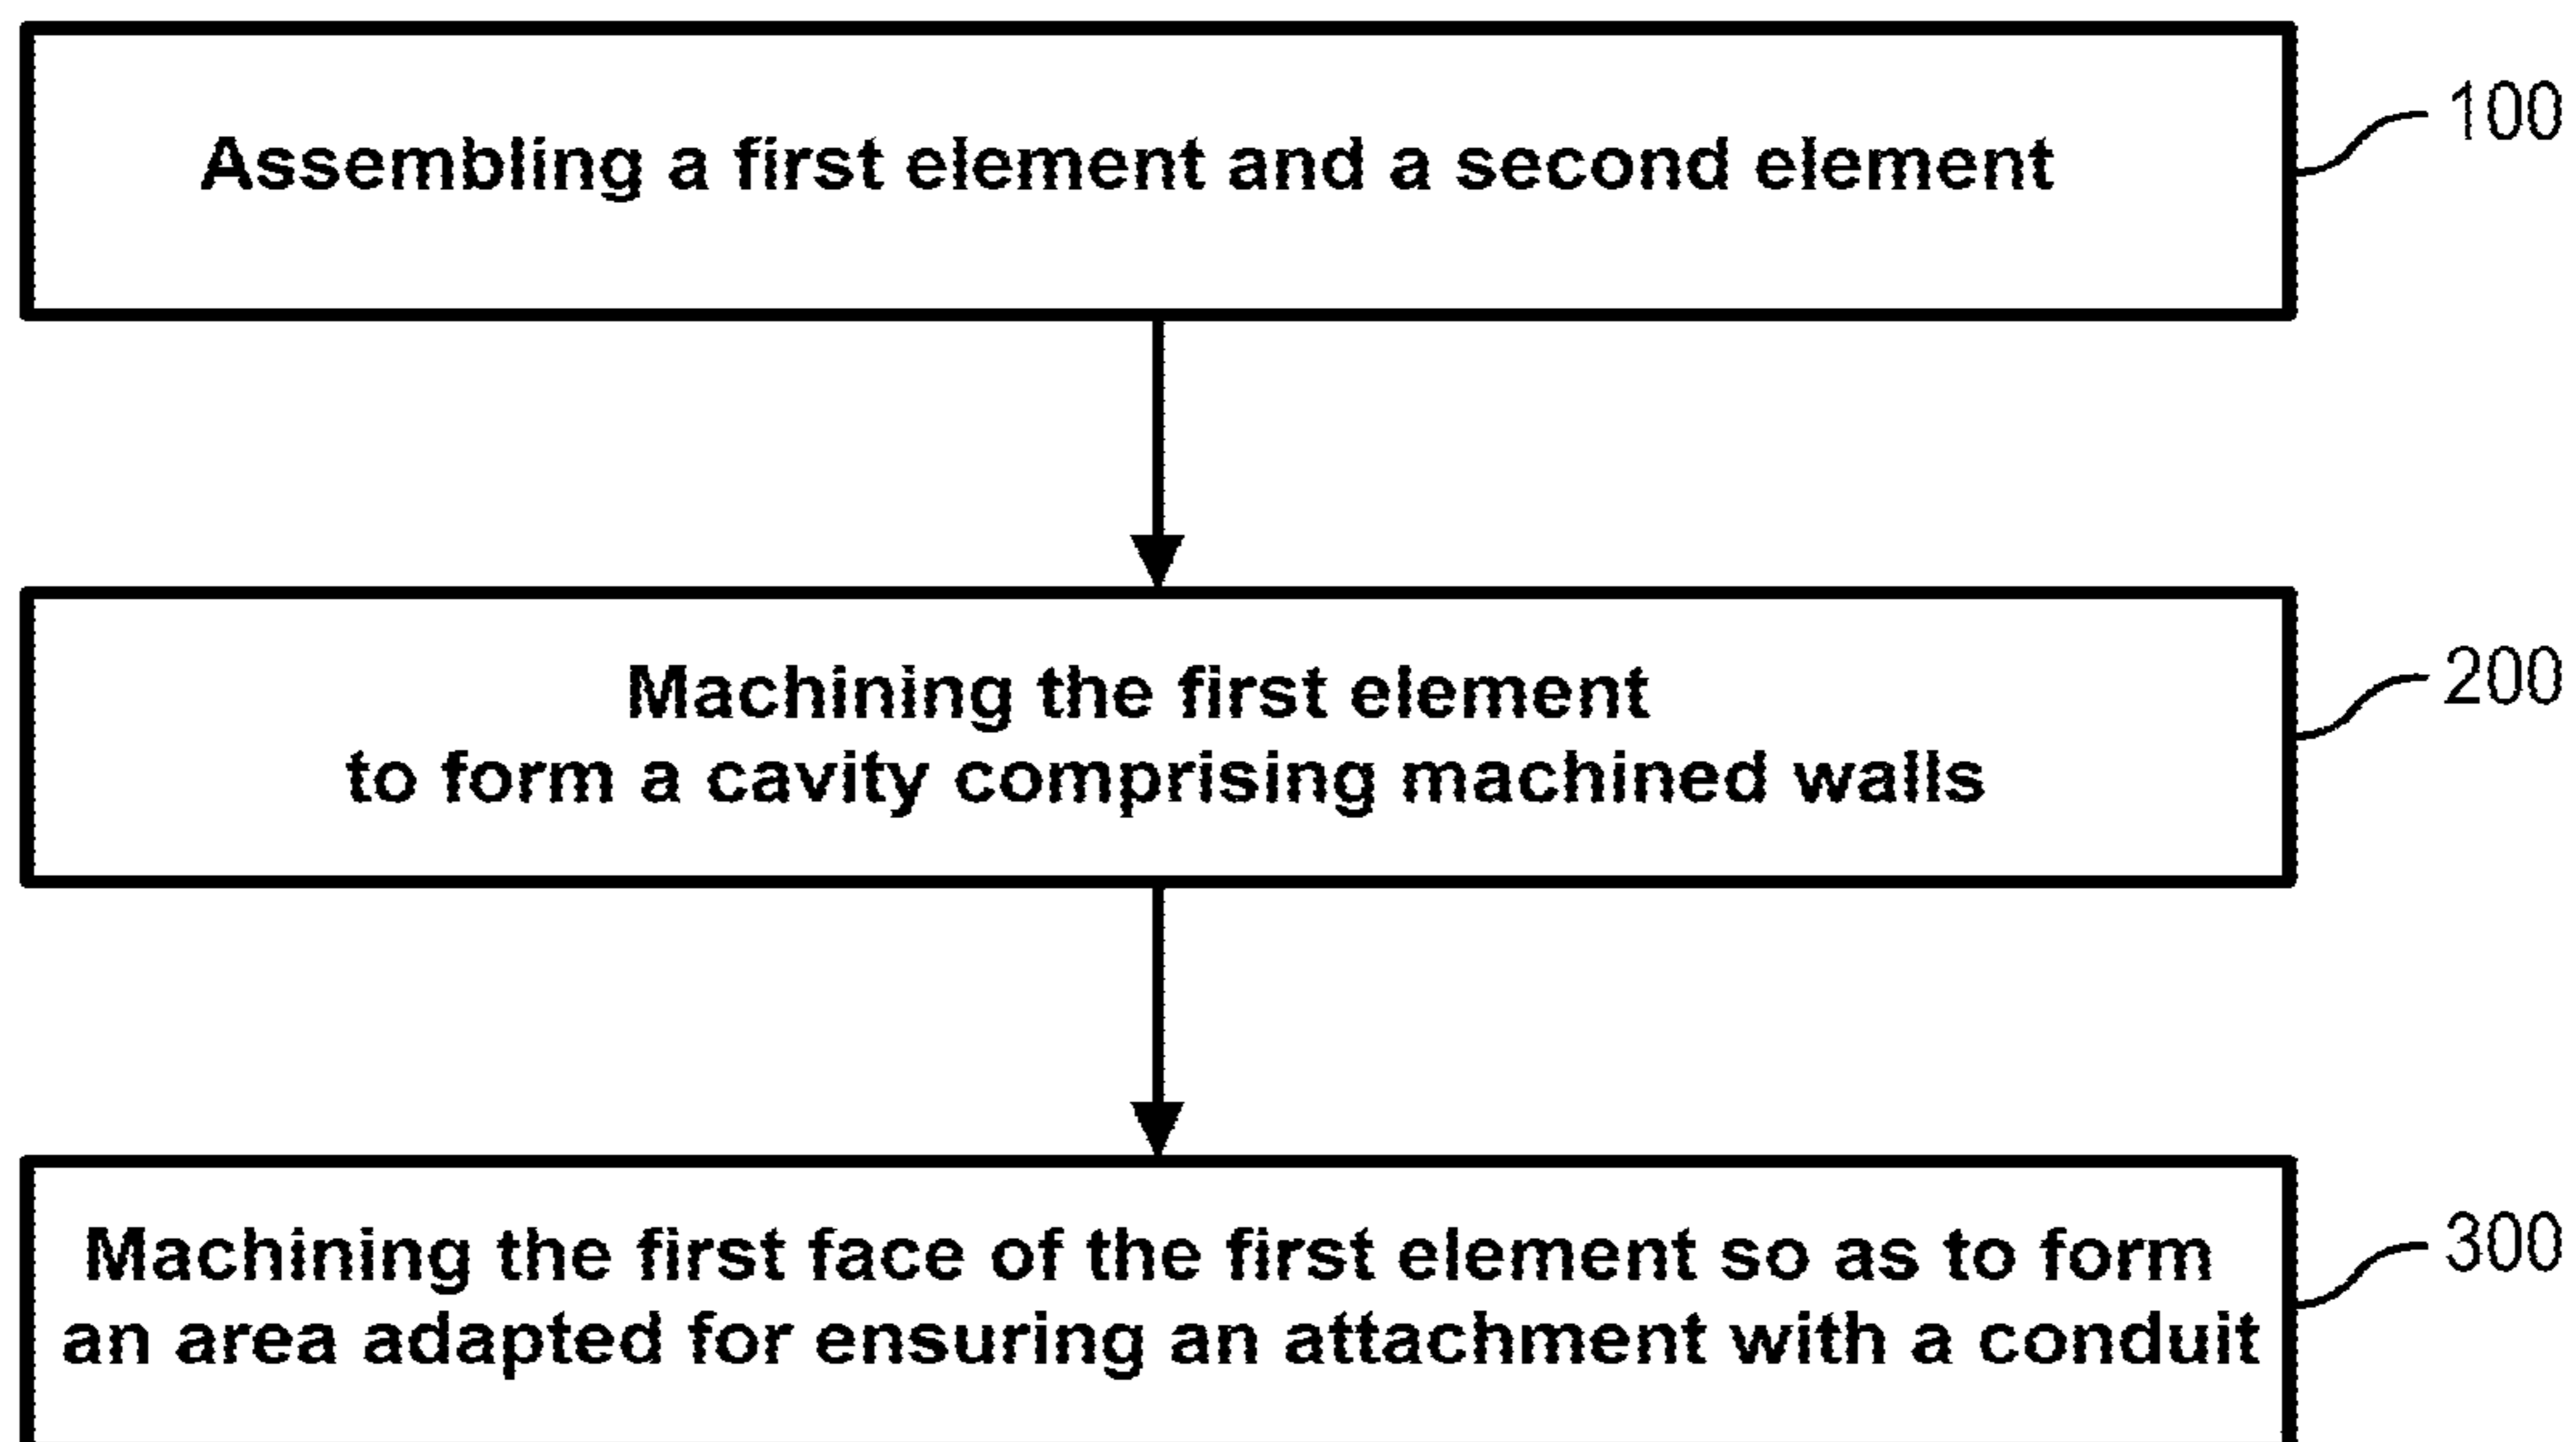 Assembling a first element and a second element
100
Machining the first element
to form a cavity comprising machined walls
200
Machining the first face of the first element so as to form
an area adapted for ensuring an attachment with a conduit
300